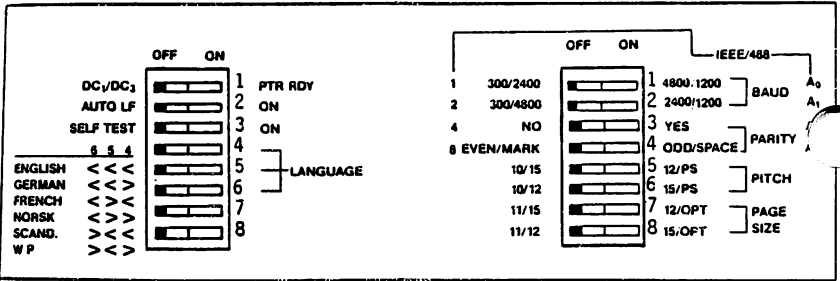 OFF ON
DC1/DC3 1 PTR RDY
AUTO LF 2 ON
SELF TEST 3 ON
6 5 4 4
ENGLISH < < < 5 LANGUAGE
GERMAN < < > 6
FRENCH < > <
NORSK < > > 7
SCAND. > < < 8
W P > < >
OFF ON
IEEE/488
1 300/2400 1 4800/1200 BAUD A0
2 300/4800 2 2400/1200 A1
4 NO 3 YES PARITY
8 EVEN/MARK 4 ODD/SPACE
10/15 5 12/PS PITCH
10/12 6 15/PS
11/15 7 12/OPT PAGE
11/12 8 15/OPT SIZE